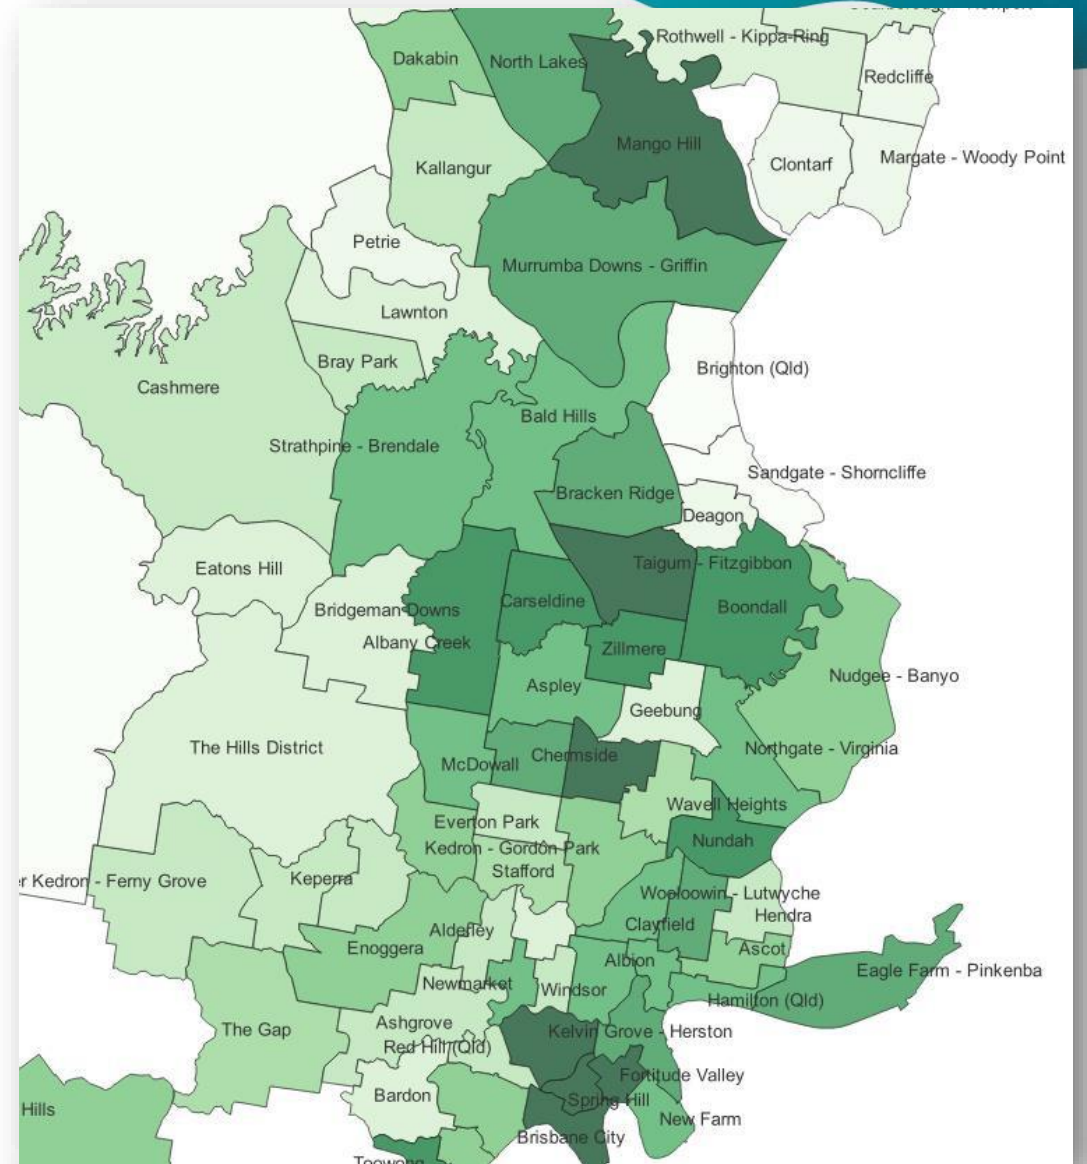 Rothwell - Kippa-Ring
Dakabin
North Lakes
Redcliffe
Mango Hill
Margate - Woody Point
Clontarf
Kallangur
Petrie
Murrumba Downs - Griffin
Lawnton
Bray Park
Brighton (Qld)
Cashmere
Bald Hills
Strathpine - Brendale
Sandgate - Shorncliffe
Bracken Ridge
Deagon
Taigum - Fitzgibbon
Eatons Hill
Carseldine
Boondall
Bridgeman Downs
Albany Creek
Zillmere
Nudgee - Banyo
Aspley
Geebung
The Hills District
Northgate - Virginia
Chermside
McDowall
Wavell Heights
Everton Park
Nundah
Kedron - Gordon Park
Stafford
r Kedron - Ferny Grove
Keperra
Wooloowin - Lutwyche
Hendra
Clayfield
Alderley
Enoggera
Ascot
Albion
Eagle Farm - Pinkenba
Newmarket
Windsor
Hamilton (Qld)
Ashgrove
The Gap
Kelvin Grove - Herston
Red Hill (Qld)
Fortitude Valley
Bardon
Spring Hill
Hills
New Farm
Brisbane City
Toowong